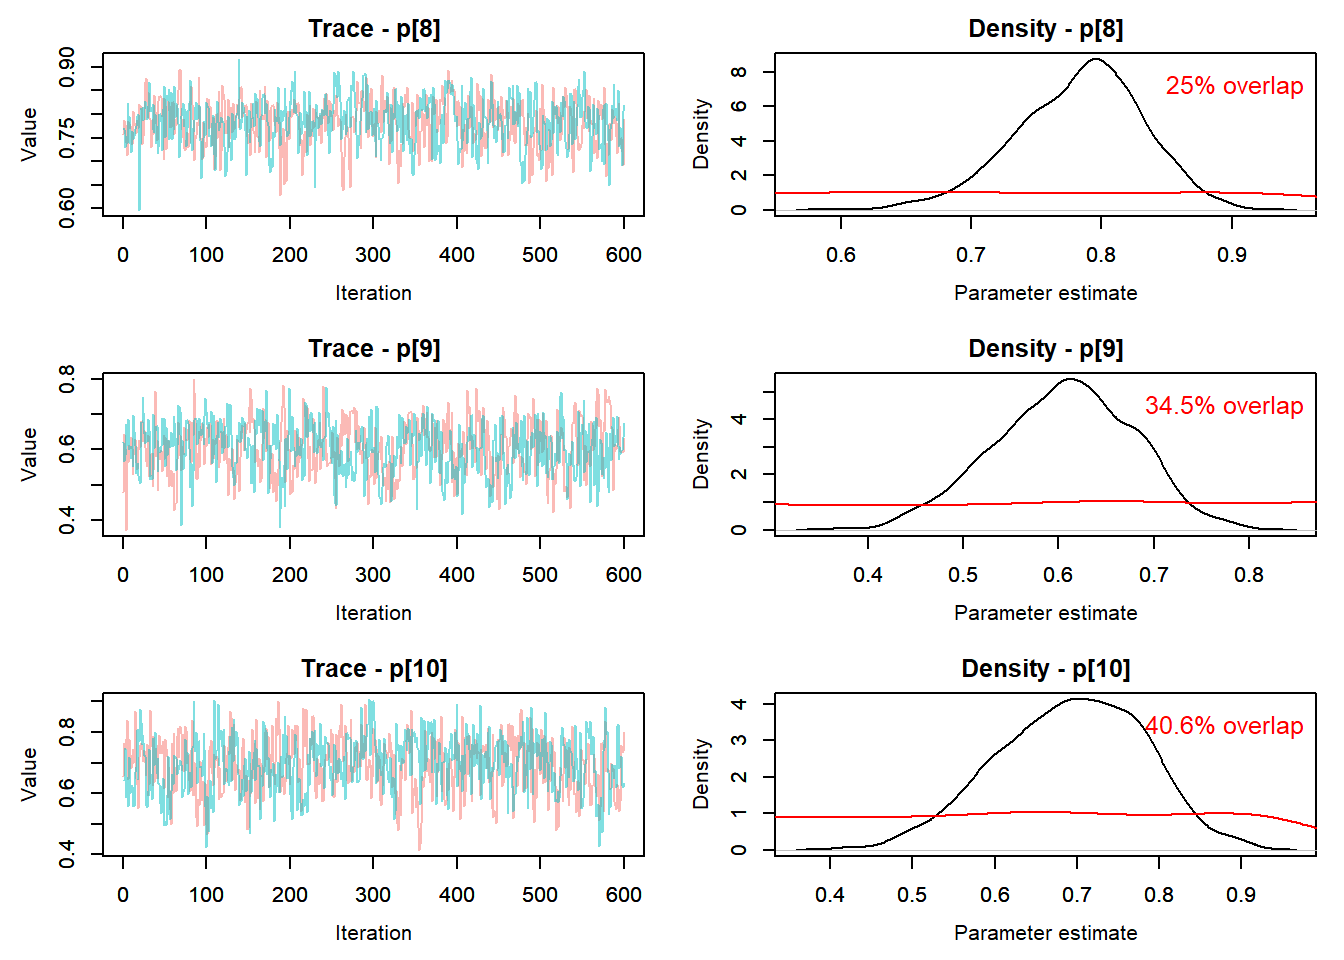 Trace - p[8]
Value
0.60 0.75 0.90
0 100 200 300 400 500 600
Iteration
Density - p[8]
25% overlap
Density
0 2 4 6 8
0.6 0.7 0.8 0.9
Parameter estimate
Trace - p[9]
Value
0.4 0.6 0.8
0 100 200 300 400 500 600
Iteration
Density - p[9]
34.5% overlap
Density
0 2 4
0.4 0.5 0.6 0.7 0.8
Parameter estimate
Trace - p[10]
Value
0.4 0.6 0.8
0 100 200 300 400 500 600
Iteration
Density - p[10]
40.6% overlap
Density
0 1 2 3 4
0.4 0.5 0.6 0.7 0.8 0.9
Parameter estimate